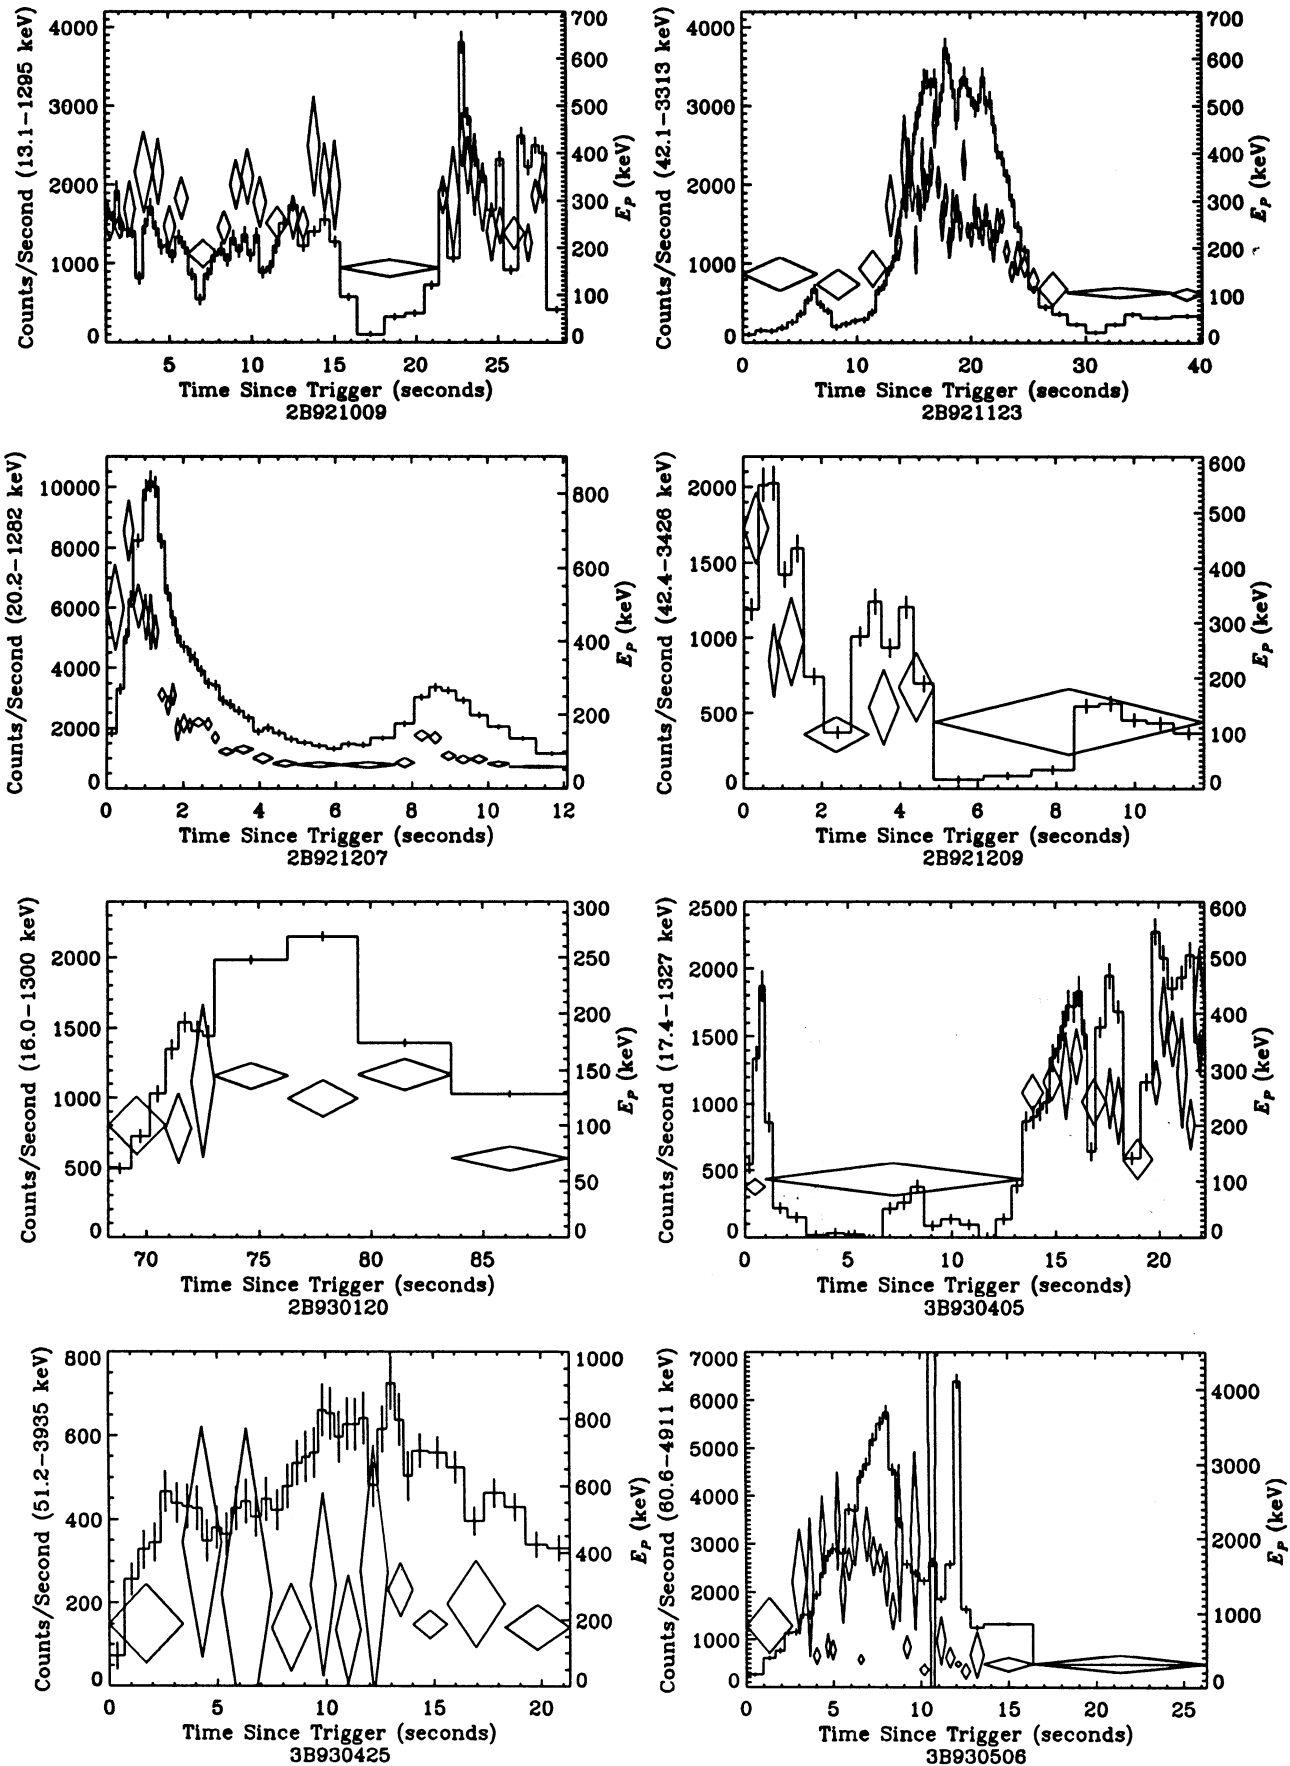 4000
3000
2000
1000
0
Counts/Second (13.1−1295 keV)
700
600
500
400
300
200
100
0
E_P (keV)
5 10 15 20 25
Time Since Trigger (seconds)
2B921009
4000
3000
2000
1000
0
Counts/Second (42.1−3313 keV)
700
600
500
400
300
200
100
0
E_P (keV)
0 10 20 30 40
Time Since Trigger (seconds)
2B921123
10000
8000
6000
4000
2000
0
Counts/Second (20.2−1282 keV)
800
600
400
200
0
E_P (keV)
0 2 4 6 8 10 12
Time Since Trigger (seconds)
2B921207
2000
1500
1000
500
0
Counts/Second (42.4−3426 keV)
600
500
400
300
200
100
0
E_P (keV)
0 2 4 6 8 10
Time Since Trigger (seconds)
2B921209
2000
1500
1000
500
0
Counts/Second (16.0−1300 keV)
300
250
200
150
100
50
0
E_P (keV)
70 75 80 85
Time Since Trigger (seconds)
2B930120
2500
2000
1500
1000
500
0
Counts/Second (17.4−1327 keV)
600
500
400
300
200
100
0
E_P (keV)
0 5 10 15 20
Time Since Trigger (seconds)
3B930405
800
600
400
200
0
Counts/Second (51.2−3935 keV)
1000
800
600
400
200
0
E_P (keV)
0 5 10 15 20
Time Since Trigger (seconds)
3B930425
7000
6000
5000
4000
3000
2000
1000
0
Counts/Second (60.6−4911 keV)
4000
3000
2000
1000
0
E_P (keV)
0 5 10 15 20 25
Time Since Trigger (seconds)
3B930506